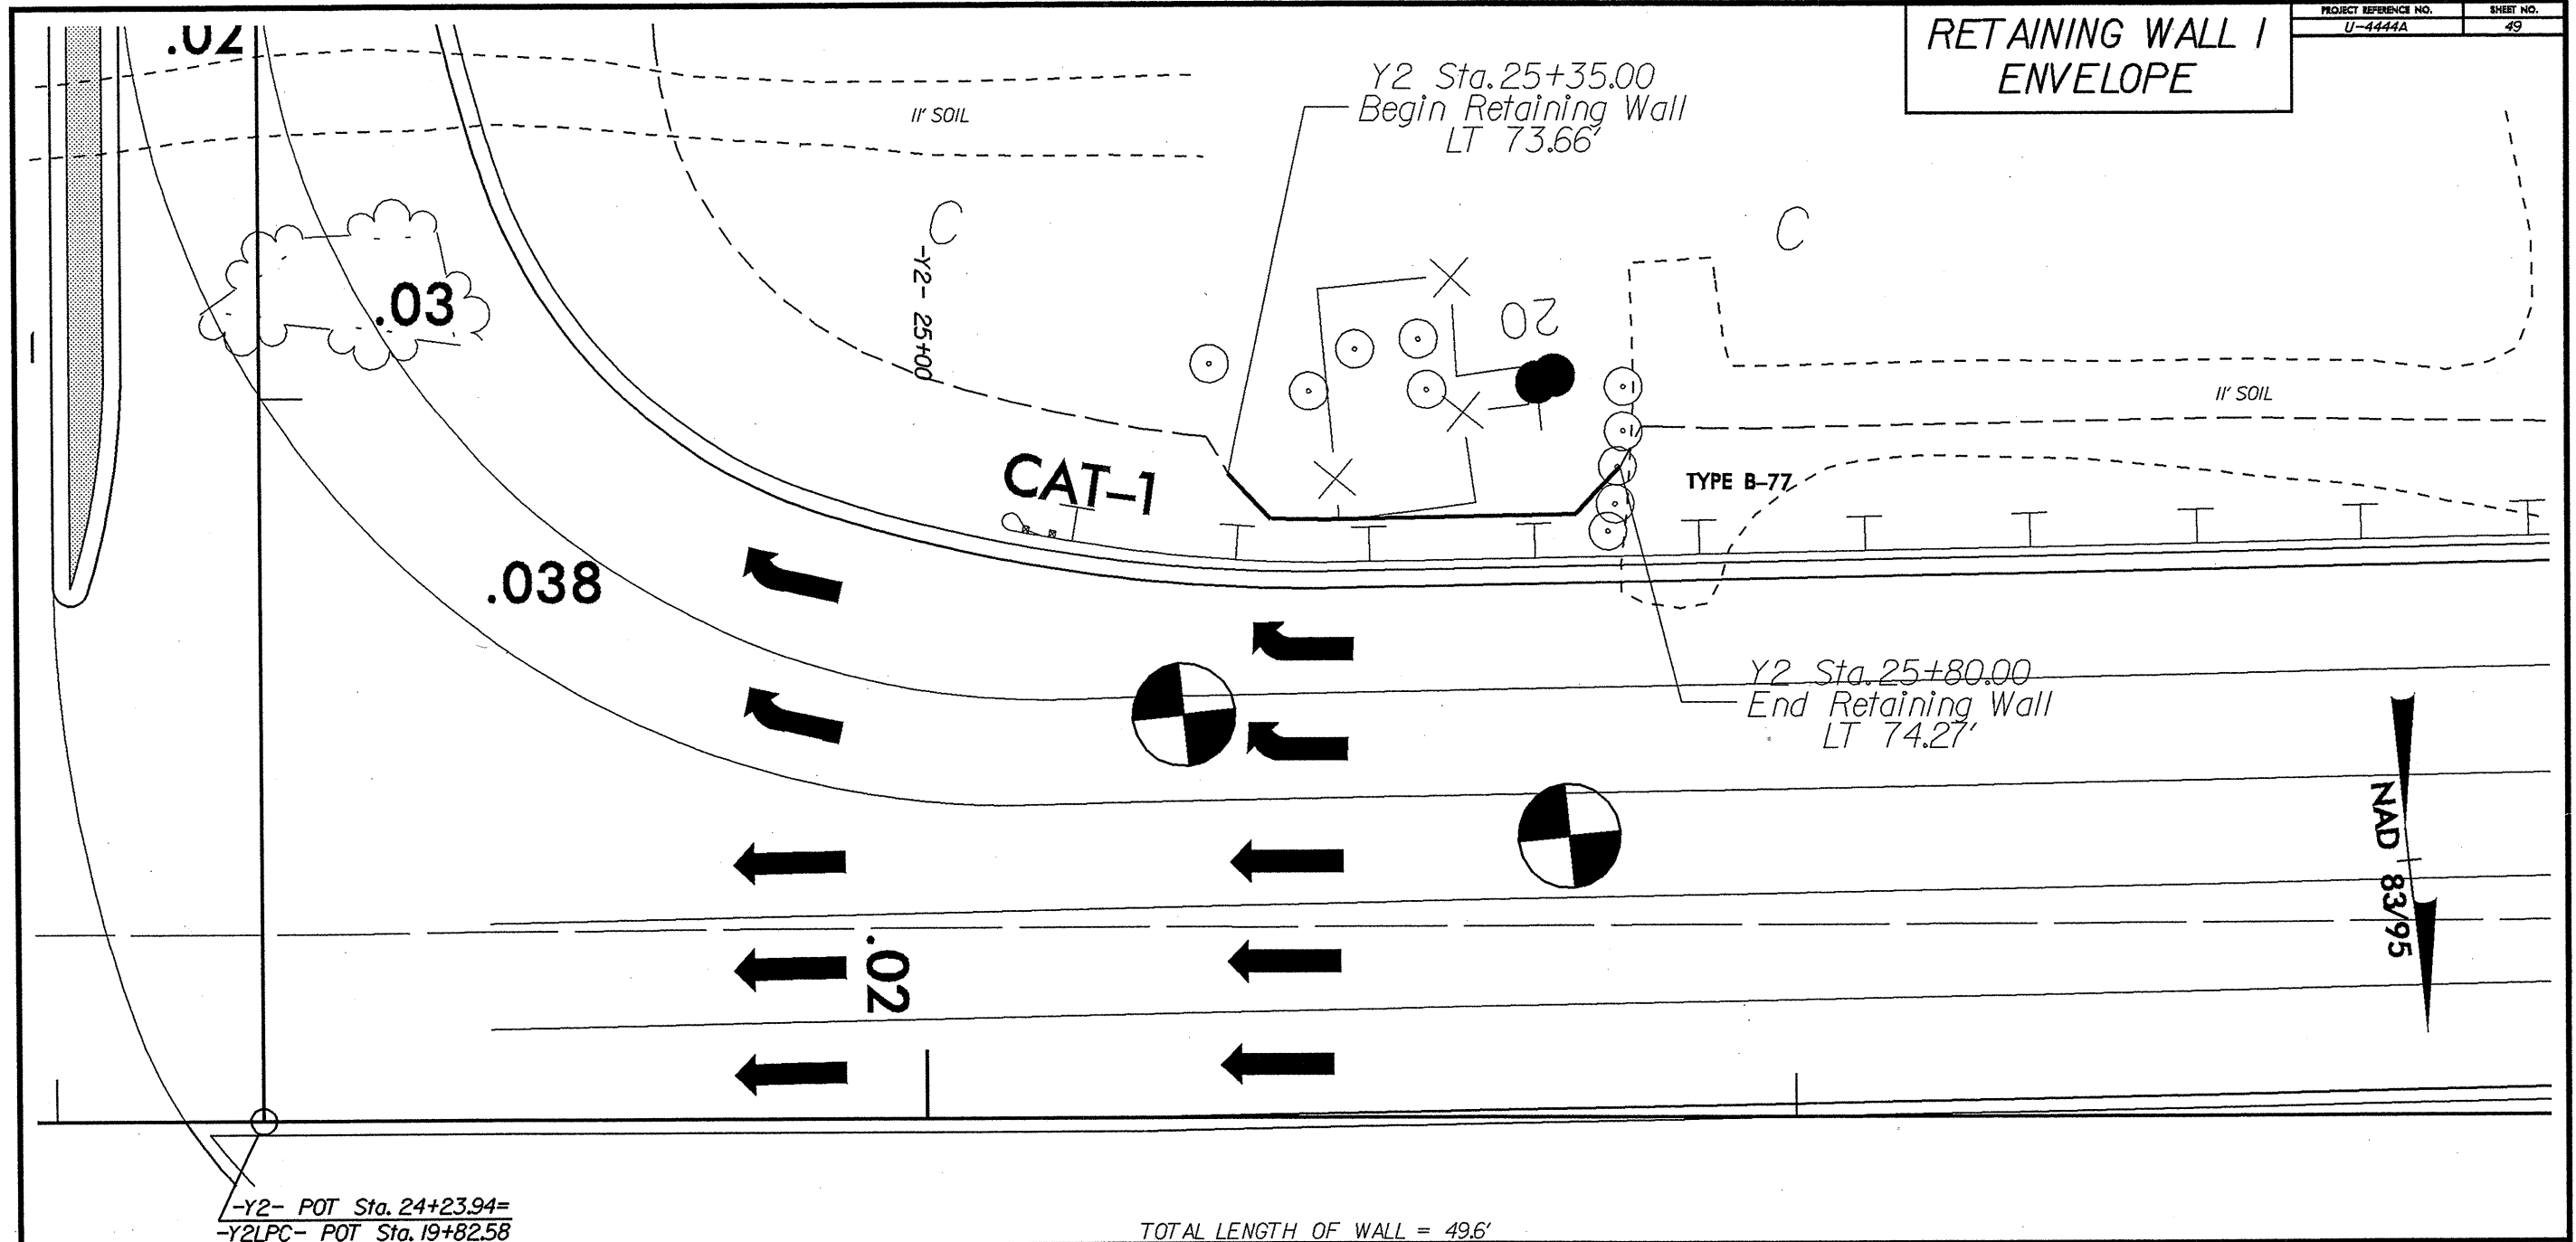 RETAINING WALL 1
ENVELOPE
PROJECT REFERENCE NO.
SHEET NO.
U-4444A
49
.02
11' SOIL
Y2 Sta. 25+35.00
Begin Retaining Wall
LT 73.66'
C
C
-Y2- 25+00
.03
20
11' SOIL
CAT-1
TYPE B-77
.038
Y2 Sta. 25+80.00
End Retaining Wall
LT 74.27'
NAD 83/95
.02
-Y2- POT Sta. 24+23.94=
-Y2LPC- POT Sta. 19+82.58
TOTAL LENGTH OF WALL = 49.6'